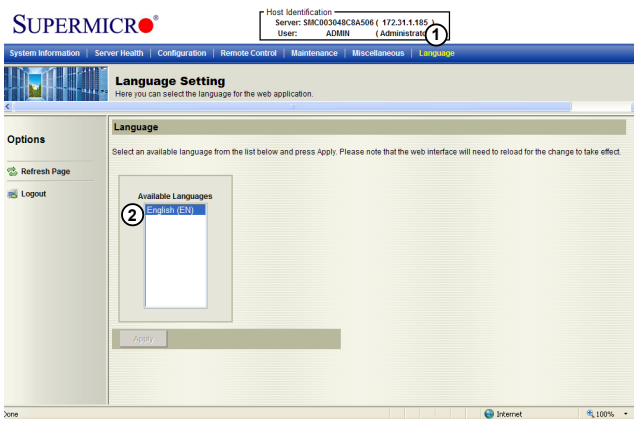 Host Identification
SUPERMICRO®
Server: SMC003048C8A506 ( 172.31.1.185 )
User: ADMIN ( Administrator )
1
System Information | Server Health | Configuration | Remote Control | Maintenance | Miscellaneous | Language
Language Setting
Here you can select the language for the web application.
Options
Language
Select an available language from the list below and press Apply. Please note that the web interface will need to reload for the change to take effect.
Refresh Page
Logout
Available Languages
2
English (EN)
Apply
Done
Internet
100%